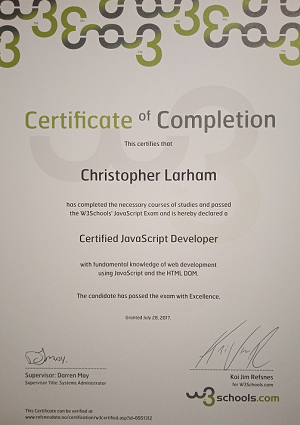 Certificate of Completion
This certifies that
Christopher Larham
has completed the necessary courses of studies and passed
the W3Schools' JavaScript Exam and is hereby declared a
Certified JavaScript Developer
with fundamental knowledge of web development
using JavaScript and the HTML DOM.
The candidate has passed the exam with Excellence.
Granted July 28, 2017.
Supervisor: Darren May
Supervisor Title: Systems Administrator
Kai Jim Refsnes
for W3Schools.com
w3schools.com
This Certificate can be verified at
www.refsnesdata.no/certification/w3certified.asp?id=